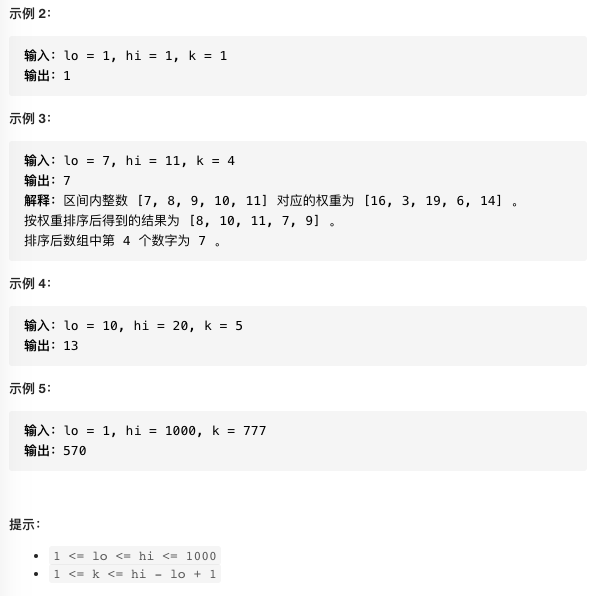 示例 2：
输入：lo = 1, hi = 1, k = 1
输出：1
示例 3：
输入：lo = 7, hi = 11, k = 4
输出：7
解释：区间内整数 [7, 8, 9, 10, 11] 对应的权重为 [16, 3, 19, 6, 14] 。
按权重排序后得到的结果为 [8, 10, 11, 7, 9] 。
排序后数组中第 4 个数字为 7 。
示例 4：
输入：lo = 10, hi = 20, k = 5
输出：13
示例 5：
输入：lo = 1, hi = 1000, k = 777
输出：570
提示：
• 1 <= lo <= hi <= 1000
• 1 <= k <= hi - lo + 1